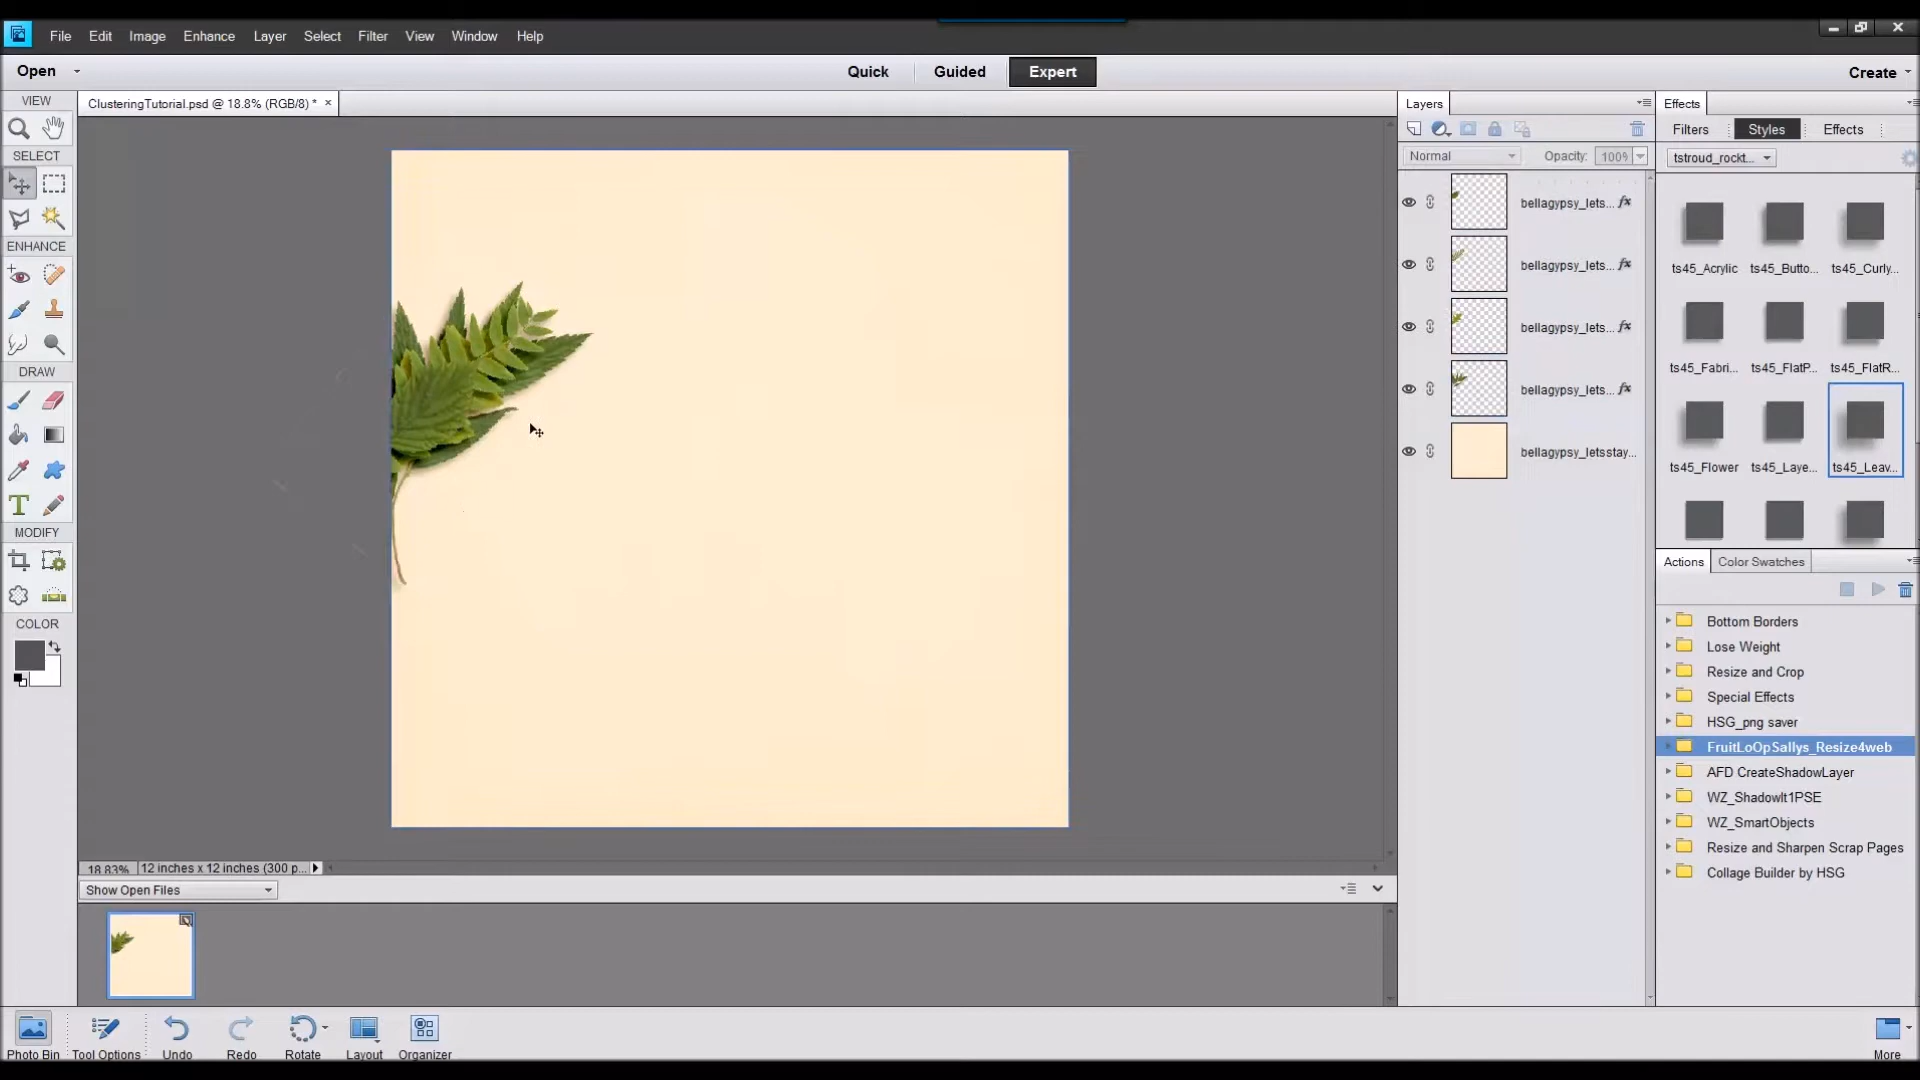 File Edit Image Enhance Layer Select Filter View Window Help
Open Quick Guided Expert Create
VIEW
ClusteringTutorial.psd @ 18.8% (RGB/8) * ×
Layers
Effects
Filters Styles Effects
SELECT
Normal Opacity: 100%
tstroud_rockt...
bellagypsy_lets... fx
ENHANCE
bellagypsy_lets... fx
ts45_Acrylic ts45_Butto... ts45_Curly...
bellagypsy_lets... fx
DRAW
ts45_Fabri... ts45_FlatP... ts45_FlatR...
bellagypsy_lets... fx
bellagypsy_letsstay...
ts45_Flower ts45_Laye... ts45_Leav...
T
MODIFY
Actions Color Swatches
COLOR
Bottom Borders
Lose Weight
Resize and Crop
Special Effects
HSG_png saver
FruitLoOpSallys_Resize4web
AFD CreateShadowLayer
WZ_ShadowIt1PSE
WZ_SmartObjects
Resize and Sharpen Scrap Pages
Collage Builder by HSG
18.83% 12 inches x 12 inches (300 p...
Show Open Files
Photo Bin Tool Options Undo Redo Rotate Layout Organizer More